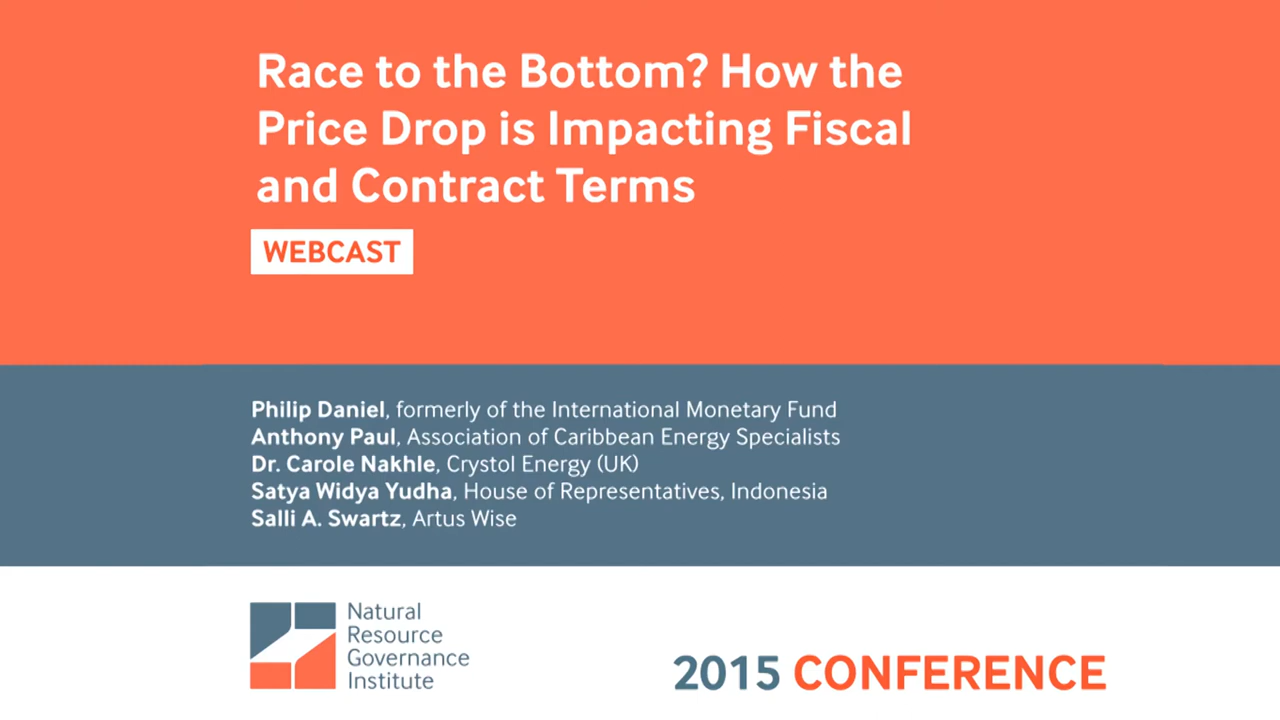 Race to the Bottom? How the
Price Drop is Impacting Fiscal
and Contract Terms
WEBCAST
Philip Daniel, formerly of the International Monetary Fund
Anthony Paul, Association of Caribbean Energy Specialists
Dr. Carole Nakhle, Crystol Energy (UK)
Satya Widya Yudha, House of Representatives, Indonesia
Salli A. Swartz, Artus Wise
Natural
Resource
Governance
Institute
2015 CONFERENCE